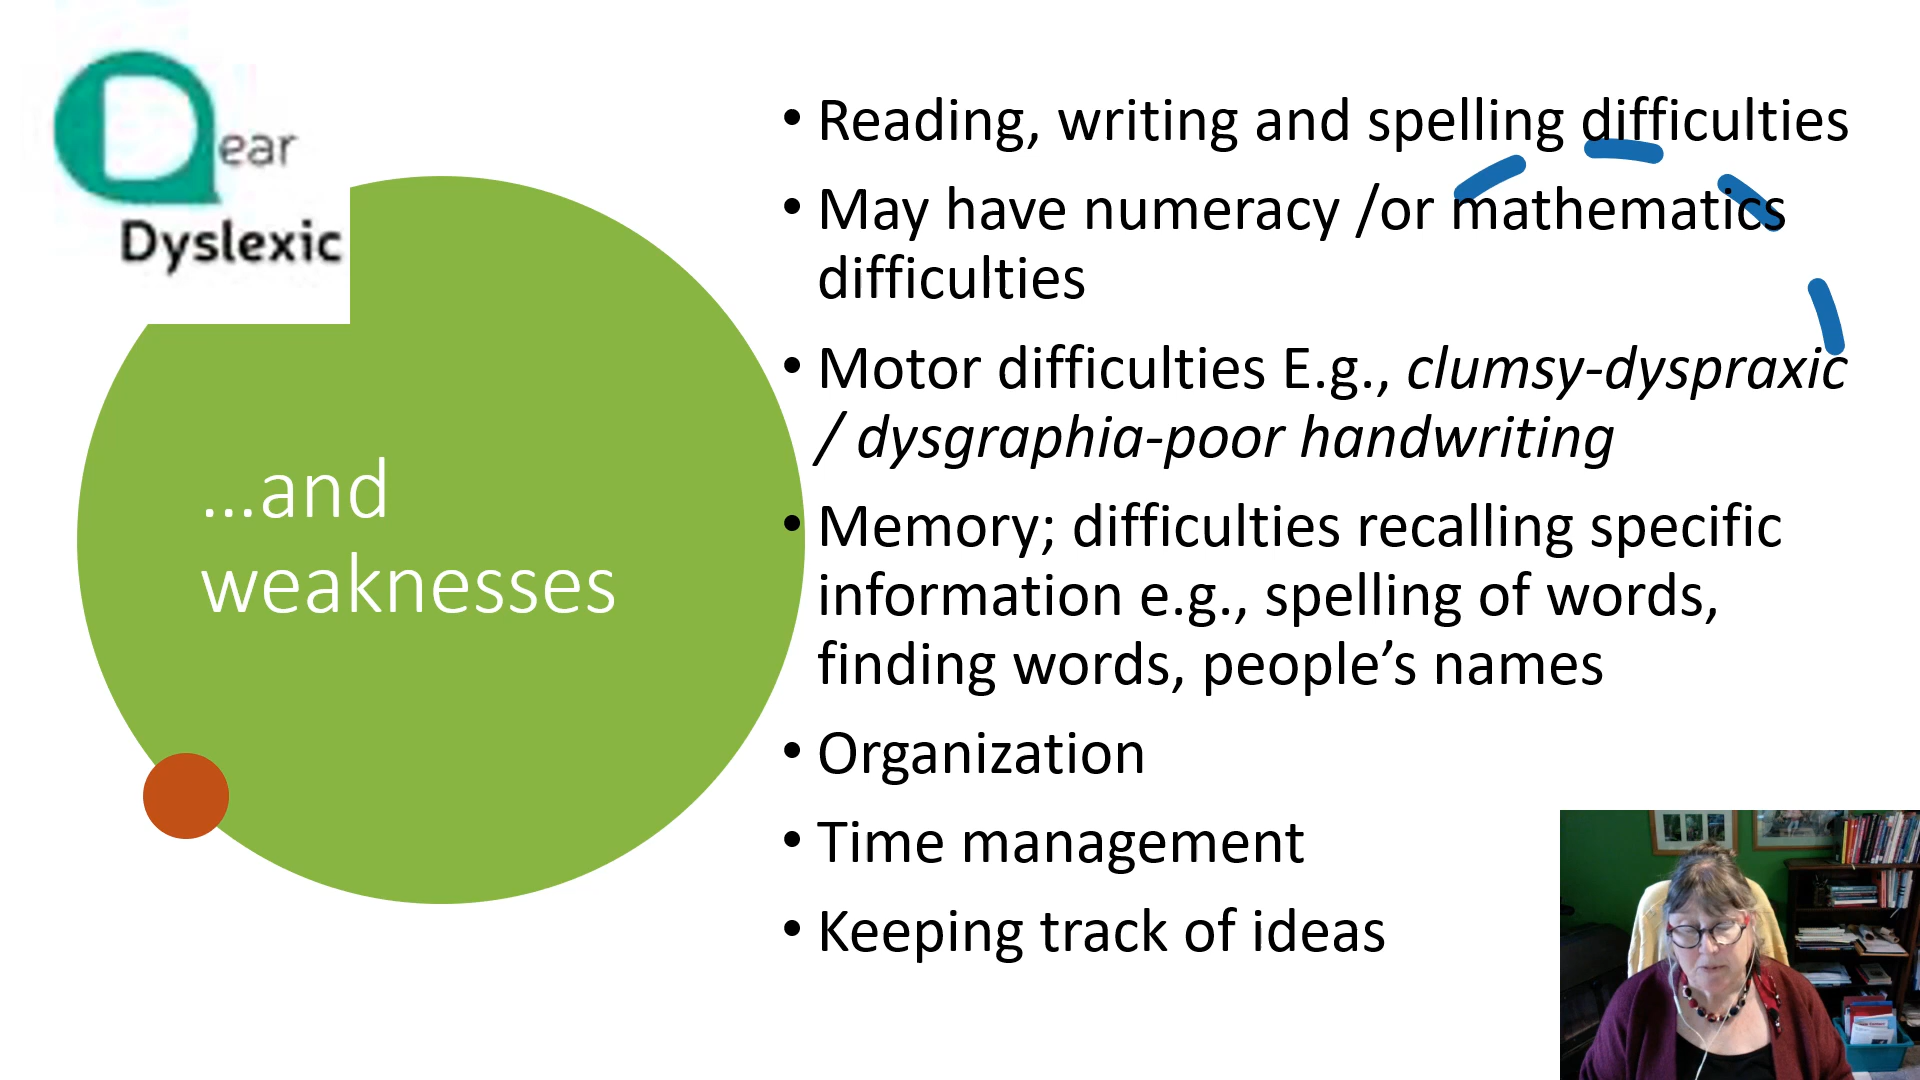 Dear
Dyslexic
...and
weaknesses
• Reading, writing and spelling difficulties
• May have numeracy /or mathematics
difficulties
• Motor difficulties E.g., clumsy-dyspraxic
/ dysgraphia-poor handwriting
• Memory; difficulties recalling specific
information e.g., spelling of words,
finding words, people’s names
• Organization
• Time management
• Keeping track of ideas